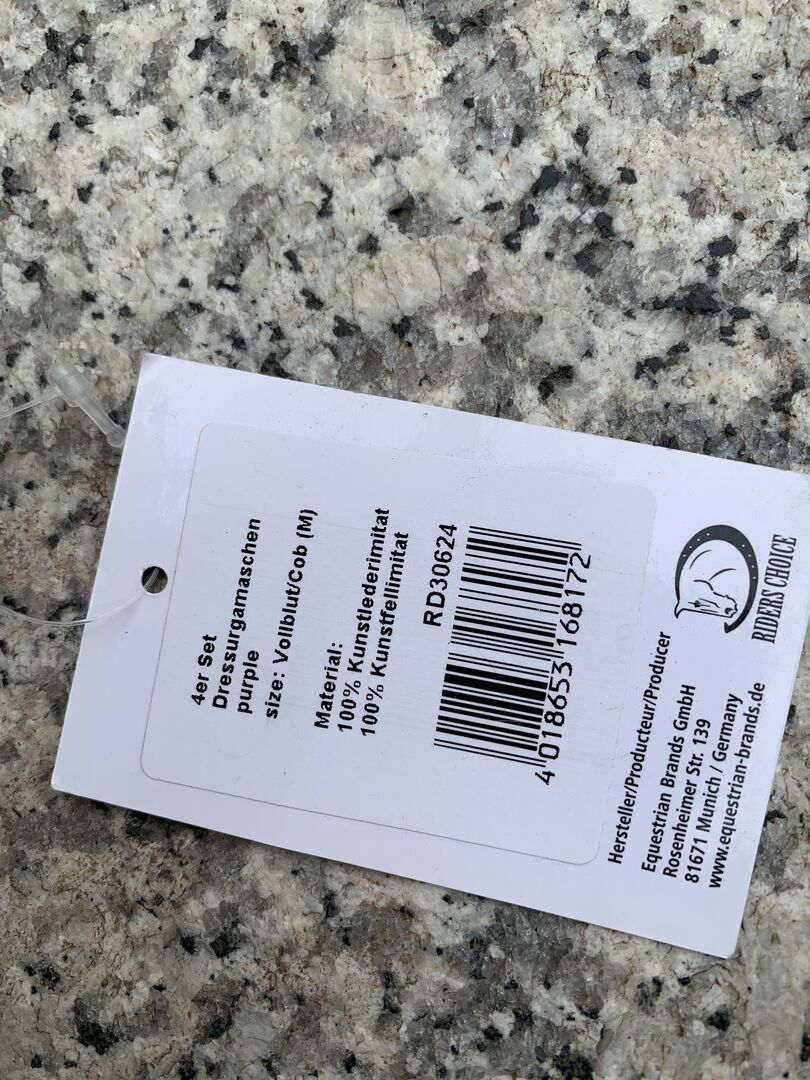 4er Set
Dressurgamaschen
purple
size: Vollblut/Cob (M)
Material:
100% Kunstlederimitat
100% Kunstfellimitat
RD30624
4 018653 168172
RIDERS CHOICE
Hersteller/Producteur/Producer
Equestrian Brands GmbH
Rosenheimer Str. 139
81671 Munich / Germany
www.equestrian-brands.de